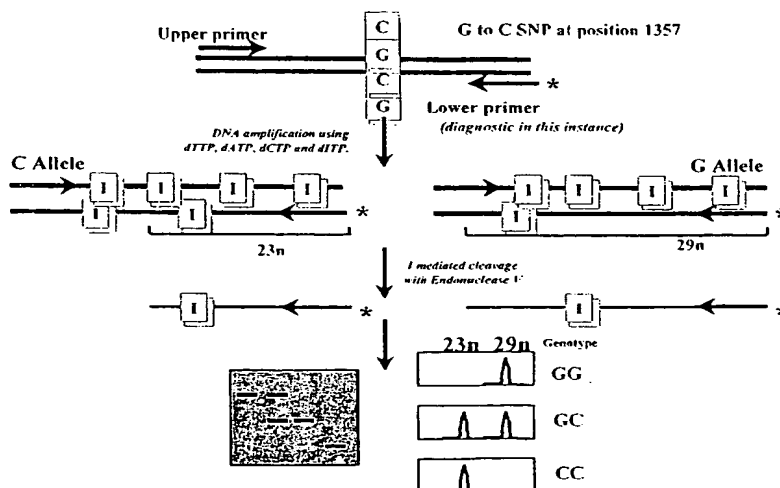 Upper primer
C
G
C
G
G to C SNP at position 1357
*
Lower primer
(diagnostic in this instance)
DNA amplification using
dTTP, dATP, dCTP and dITP.
C Allele
I I I I
I I
*
23n
G Allele
I I I I
I
*
29n
I mediated cleavage
with Endonuclease V
I
*
I
*
23n 29n Genotype
GG
GC
CC